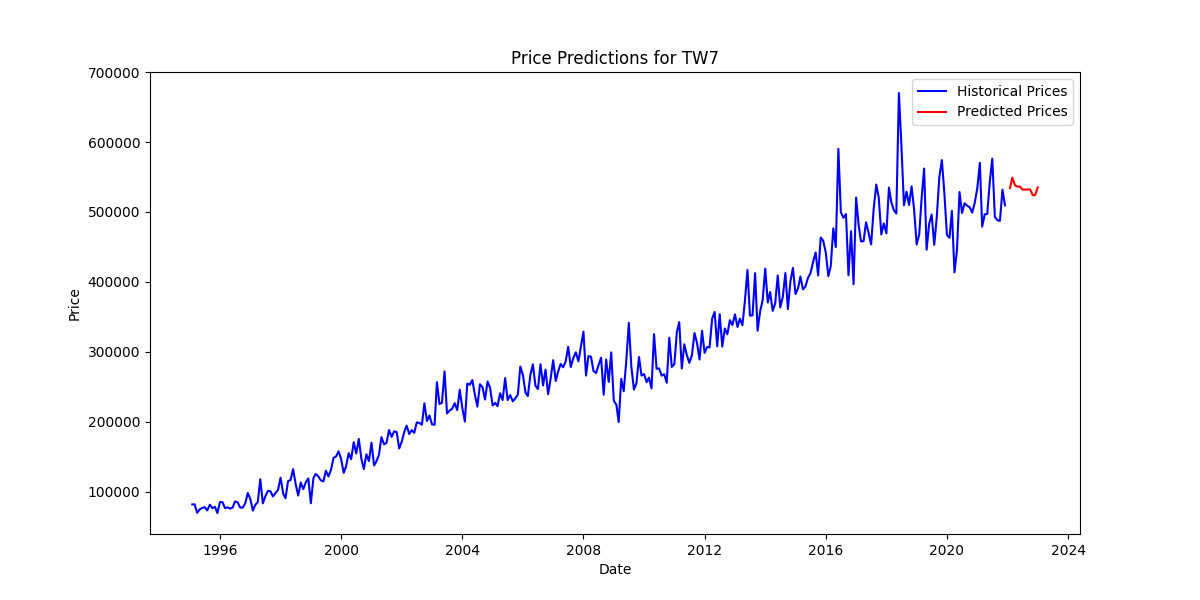 Price Predictions for TW7
Historical Prices
Predicted Prices
Price
700000
600000
500000
400000
300000
200000
100000
1996 2000 2004 2008 2012 2016 2020 2024
Date